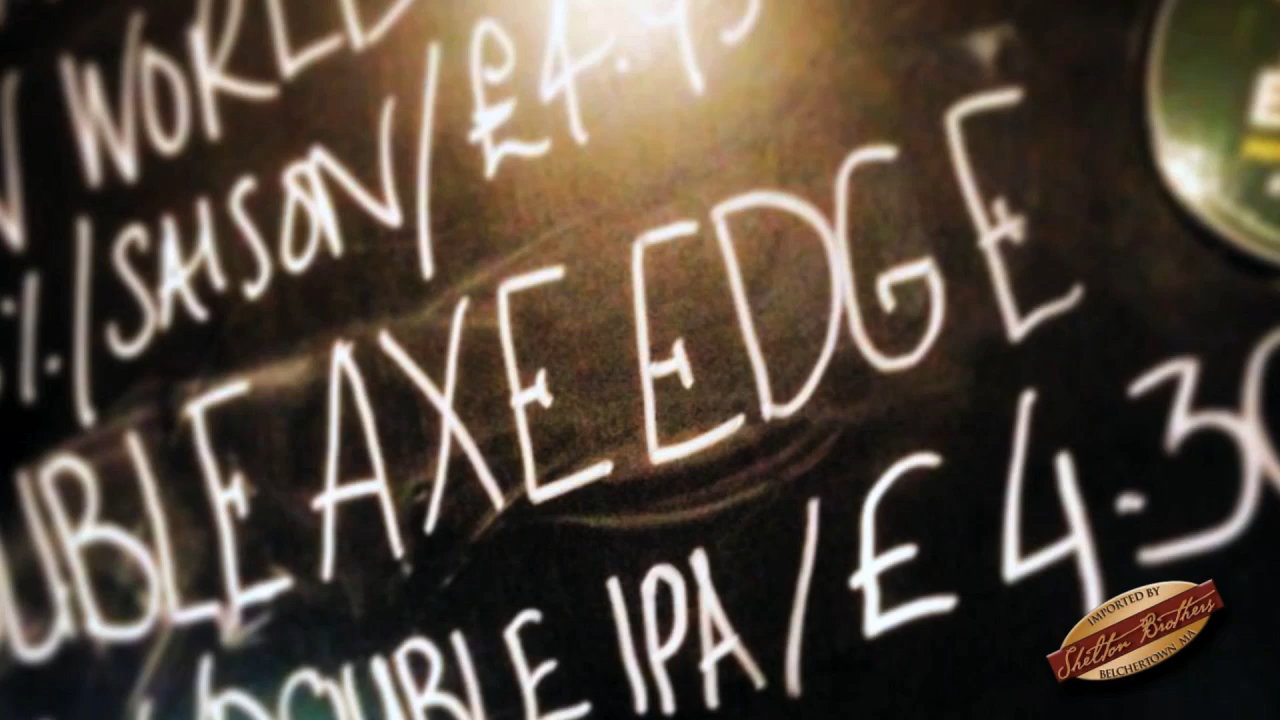 WORLD
%/SAISON/£4.95
UBLE AXE EDGE
/DOUBLE IPA/£4.30
IMPORTED BY
Shelton Brothers
BELCHERTOWN, MA